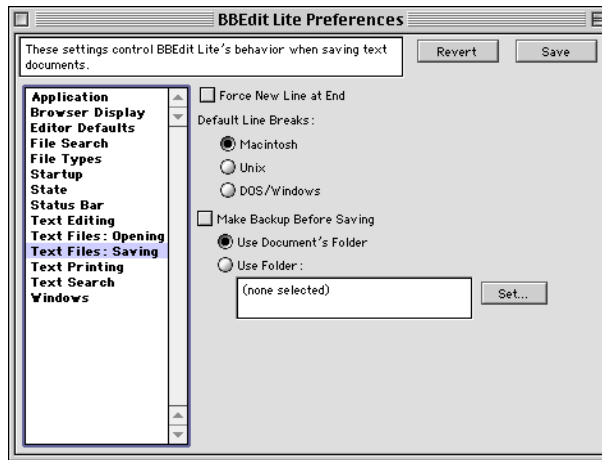 BBEdit Lite Preferences
These settings control BBEdit Lite's behavior when saving text
documents.
Revert
Save
Application
Browser Display
Editor Defaults
File Search
File Types
Startup
State
Status Bar
Text Editing
Text Files: Opening
Text Files: Saving
Text Printing
Text Search
Windows
Force New Line at End
Default Line Breaks:
Macintosh
Unix
DOS/Windows
Make Backup Before Saving
Use Document's Folder
Use Folder:
(none selected)
Set...